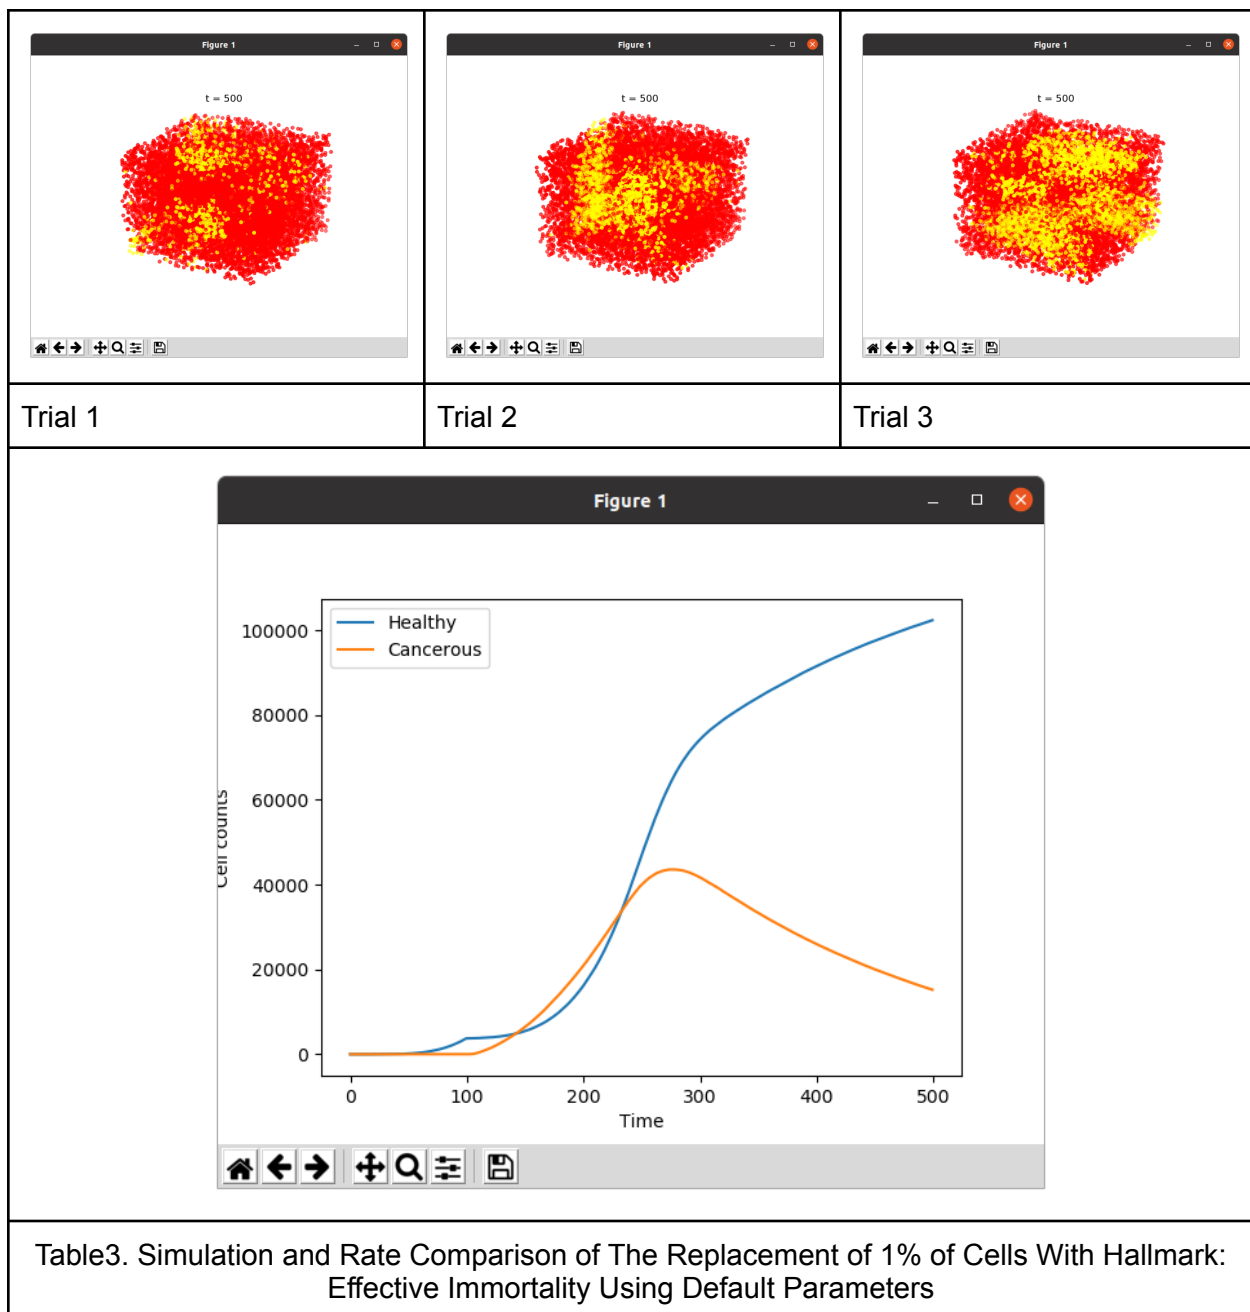 Figure 1
t = 500
Figure 1
t = 500
Figure 1
t = 500
Trial 1
Trial 2
Trial 3
Figure 1
Healthy
Cancerous
100000
80000
60000
40000
20000
0
Cell counts
0 100 200 300 400 500
Time
Table3. Simulation and Rate Comparison of The Replacement of 1% of Cells With Hallmark:
Effective Immortality Using Default Parameters